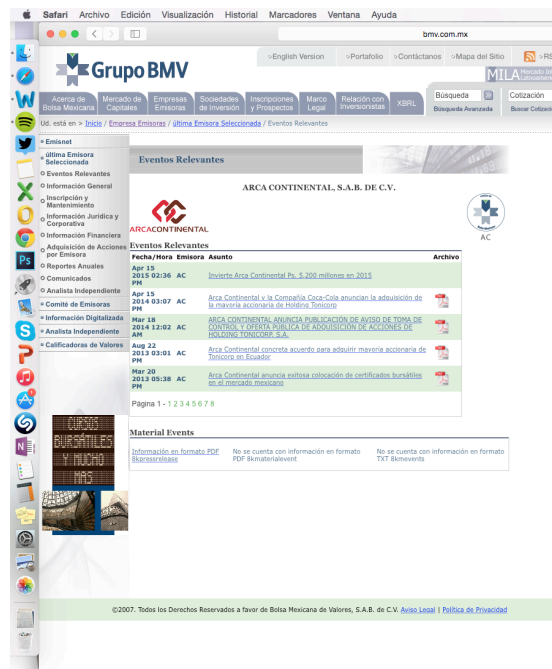 Safari Archivo Edición Visualización Historial Marcadores Ventana Ayuda
bmv.com.mx
Grupo BMV
>English Version >Portafolio >Contáctanos >Mapa del Sitio >RS
MILA Mercado In
Acerca de Bolsa Mexicana
Mercado de Capitales
Empresas Emisoras
Sociedades de Inversión
Inscripciones y Prospectos
Marco Legal
Relación con Inversionistas
XBRL
Búsqueda
Cotización
Búsqueda Avanzada
Buscar Cotizació
Ud. está en > Inicio / Empresa Emisoras / última Emisora Seleccionada / Eventos Relevantes
Emisnet
última Emisora
Seleccionada
Eventos Relevantes
Información General
Inscripción y
Mantenimiento
Información Jurídica y
Corporativa
Información Financiera
Adquisición de Acciones
por Emisora
Reportes Anuales
Comunicados
Analista Independiente
Comité de Emisoras
Información Digitalizada
Analista Independiente
Calificadoras de Valores
CURSOS
BURSÁTILES
Y MUCHO
MÁS
Eventos Relevantes
ARCA CONTINENTAL, S.A.B. DE C.V.
ARCACONTINENTAL
AC
Eventos Relevantes
Fecha/Hora Emisora Asunto Archivo
Apr 15
2015 02:36 AC Invierte Arca Continental Ps. 5,200 millones en 2015
PM
Apr 15
2014 03:07 AC Arca Continental y la Compañía Coca-Cola anuncian la adquisición de
PM la mayoría accionaria de Holding Tonicorp
Mar 18 ARCA CONTINENTAL ANUNCIA PUBLICACIÓN DE AVISO DE TOMA DE
2014 12:02 AC CONTROL Y OFERTA PUBLICA DE ADQUISICIÓN DE ACCIONES DE
AM HOLDING TONICORP, S.A.
Aug 22
2013 03:01 AC Arca Continental concreta acuerdo para adquirir mayoría accionaria de
PM Tonicorp en Ecuador
Mar 20
2013 05:38 AC Arca Continental anuncia exitosa colocación de certificados bursátiles
PM en el mercado mexicano
Página 1 - 1 2 3 4 5 6 7 8
Material Events
Información en formato PDF No se cuenta con información en formato No se cuenta con información en formato
8kpressrelease PDF 8kmaterialevent TXT 8kmevents
©2007. Todos los Derechos Reservados a favor de Bolsa Mexicana de Valores, S.A.B. de C.V. Aviso Legal | Política de Privacidad